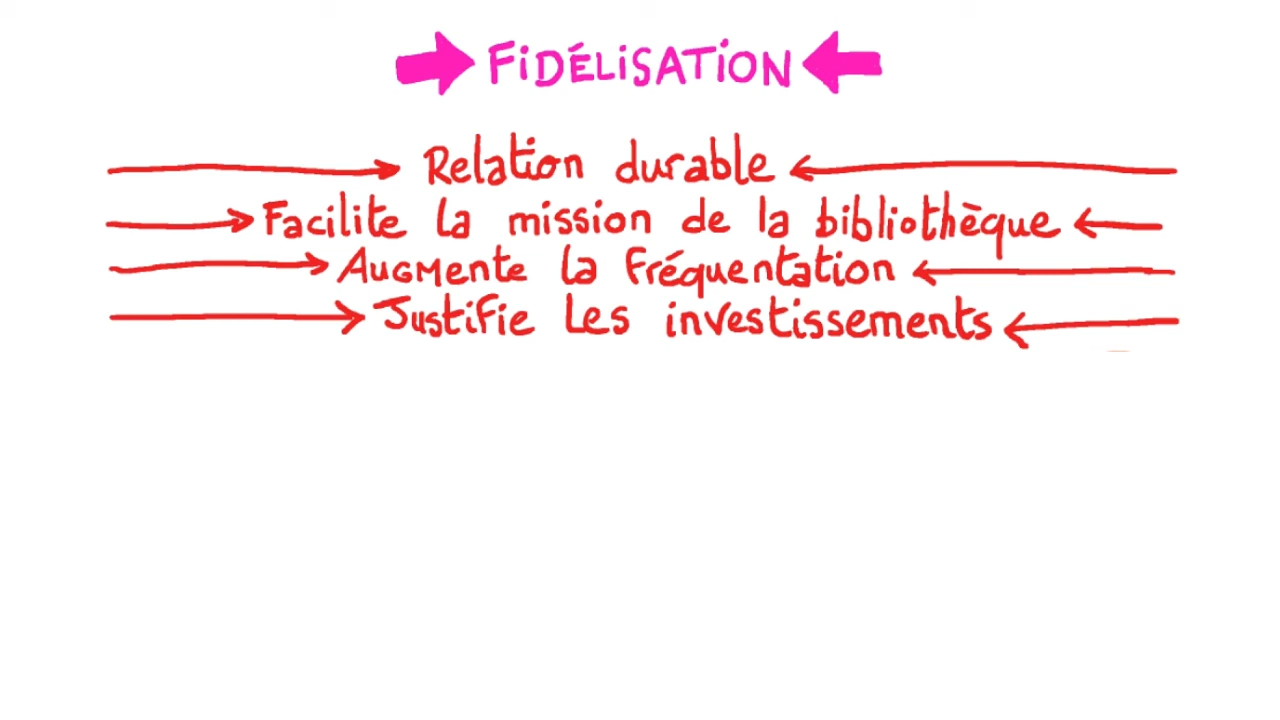 FIDÉLISATION
Relation durable
Facilite la mission de la bibliothèque
Augmente la fréquentation
Justifie les investissements